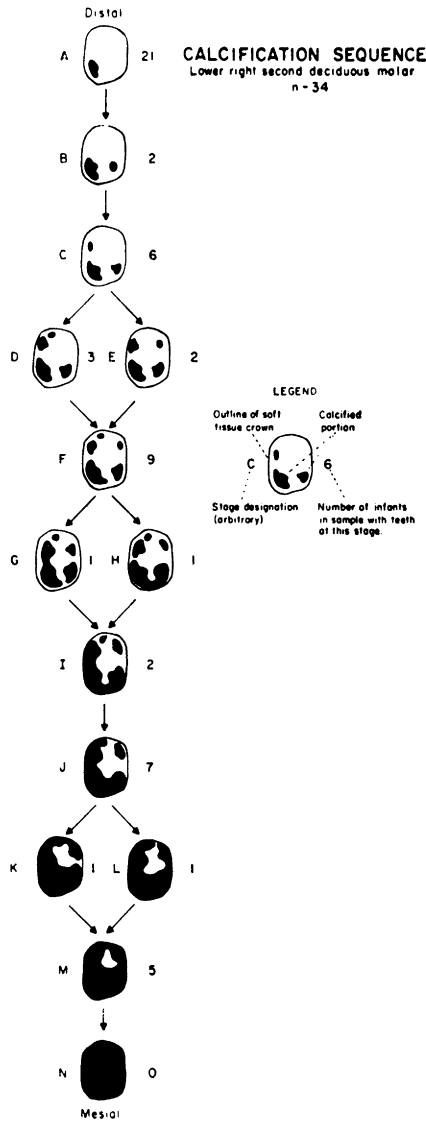 Distal
CALCIFICATION SEQUENCE
Lower right second deciduous molar
n-34
A 21
B 2
C 6
D 3 E 2
F 9
LEGEND
Outline of soft
tissue crown
Calcified
portion
C 6
Stage designation
(arbitrory)
Number of infants
in sample with teeth
at this stage.
G 1 H 1
I 2
J 7
K 1 L 1
M 5
N 0
Mesial